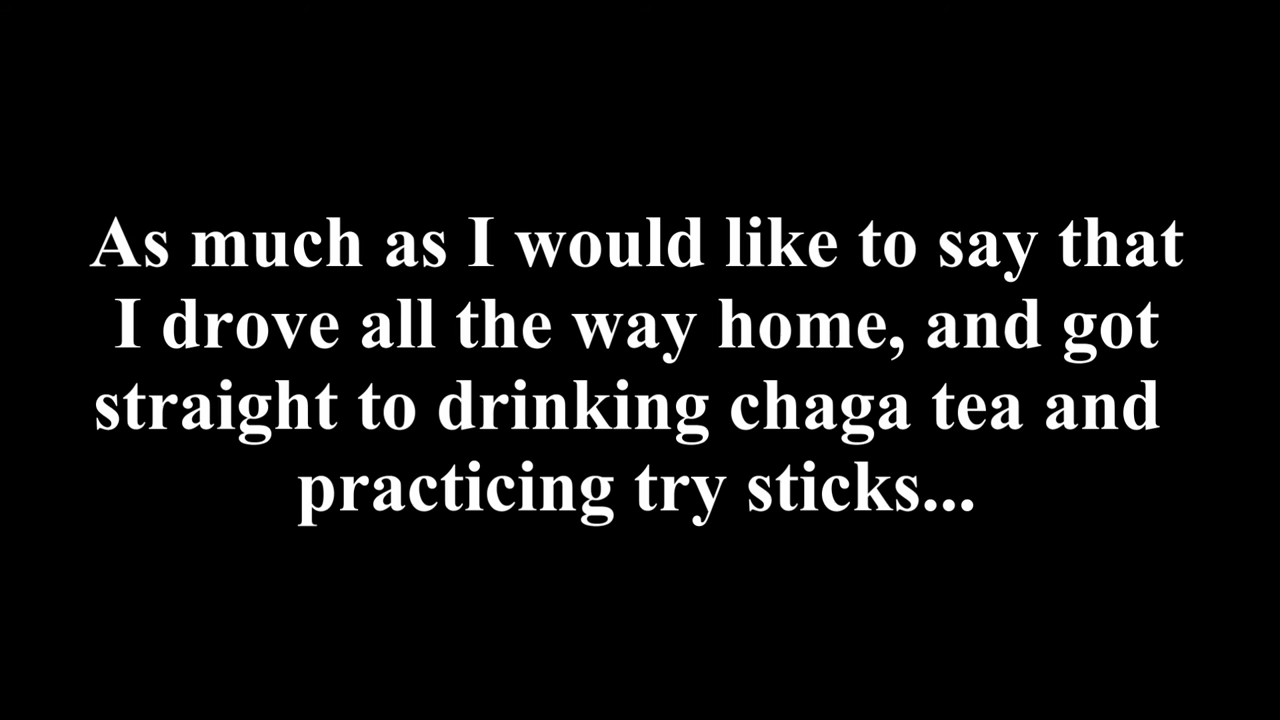 As much as I would like to say that
I drove all the way home, and got
straight to drinking chaga tea and
practicing try sticks...